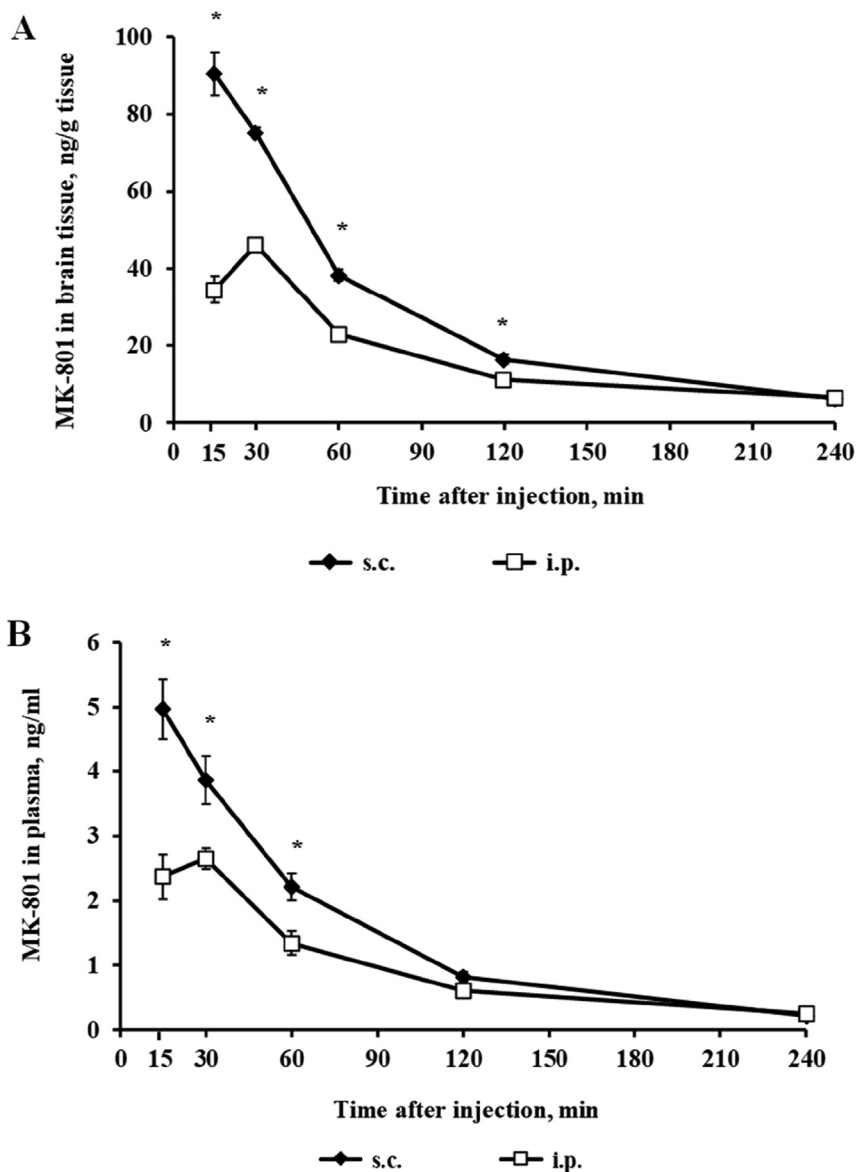 A
MK-801 in brain tissue, ng/g tissue
100
80
60
40
20
0
*
*
*
*
0 15 30 60 90 120 150 180 210 240
Time after injection, min
s.c. i.p.
B
MK-801 in plasma, ng/ml
6
5
4
3
2
1
0
*
*
*
0 15 30 60 90 120 150 180 210 240
Time after injection, min
s.c. i.p.